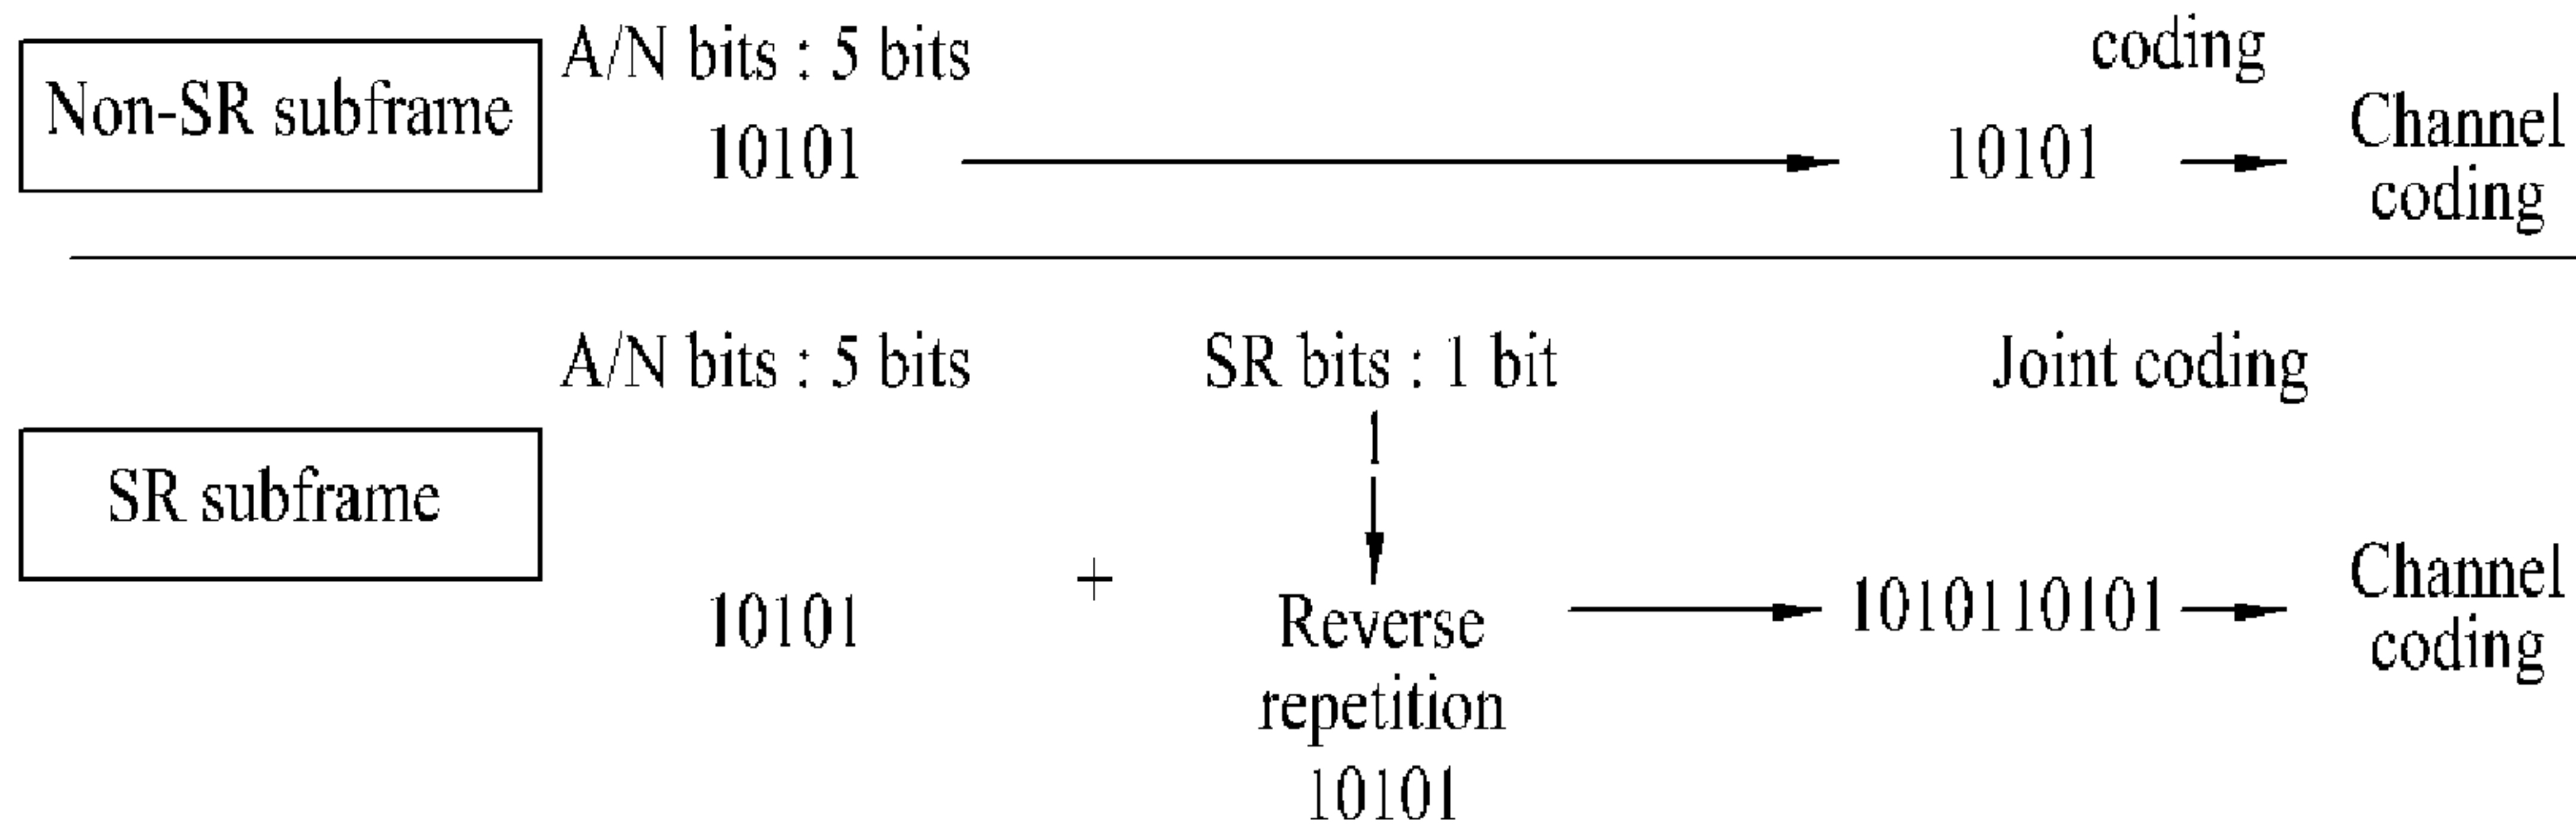 Non-SR subframe
A/N bits : 5 bits
10101
coding
10101
Channel
coding
A/N bits : 5 bits
SR bits : 1 bit
Joint coding
1
SR subframe
10101
+
Reverse
repetition
10101
1010110101
Channel
coding